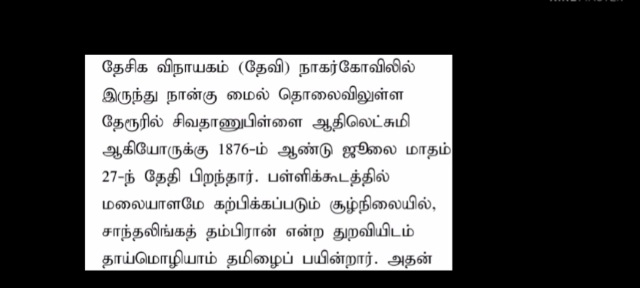 தேசிக விநாயகம் (தேவி) நாகர்கோவிலில்
இருந்து நான்கு மைல் தொலைவிலுள்ள
தேரூரில் சிவதாணுபிள்ளை ஆதிலெட்சுமி
ஆகியோருக்கு 1876-ம் ஆண்டு ஜூலை மாதம்
27-ந் தேதி பிறந்தார். பள்ளிக்கூடத்தில்
மலையாளமே கற்பிக்கப்படும் சூழ்நிலையில்,
சாந்தலிங்கத் தம்பிரான் என்ற துறவியிடம்
தாய்மொழியாம் தமிழைப் பயின்றார். அதன்